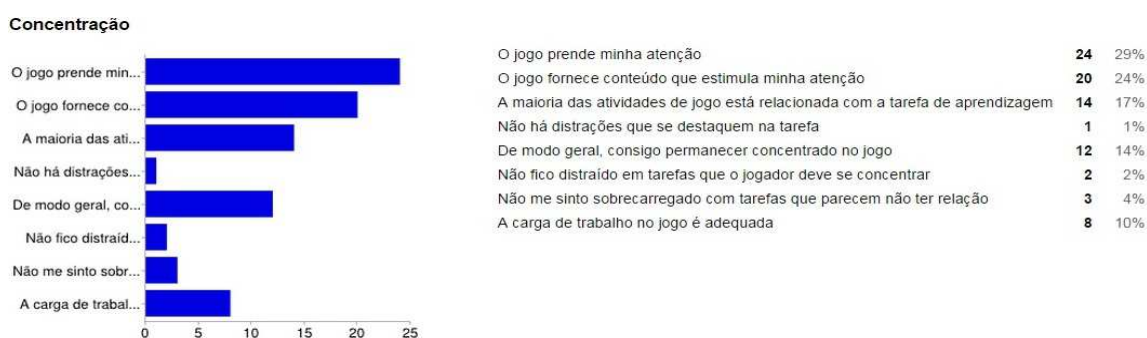 Concentração
O jogo prende min...
O jogo fornece co...
A maioria das ati...
Não há distrações...
De modo geral, co...
Não fico distraíd...
Não me sinto sobr...
A carga de trabal...
0 5 10 15 20 25
O jogo prende minha atenção 24 29%
O jogo fornece conteúdo que estimula minha atenção 20 24%
A maioria das atividades de jogo está relacionada com a tarefa de aprendizagem 14 17%
Não há distrações que se destaquem na tarefa 1 1%
De modo geral, consigo permanecer concentrado no jogo 12 14%
Não fico distraído em tarefas que o jogador deve se concentrar 2 2%
Não me sinto sobrecarregado com tarefas que parecem não ter relação 3 4%
A carga de trabalho no jogo é adequada 8 10%